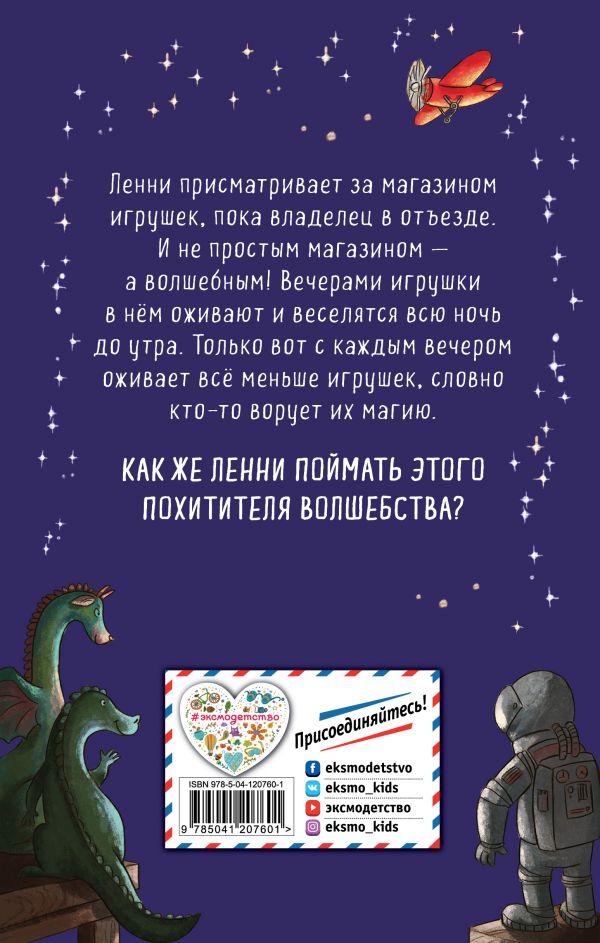 Ленни присматривает за магазином
игрушек, пока владелец в отъезде.
И не простым магазином –
а волшебным! Вечерами игрушки
в нём оживают и веселятся всю ночь
до утра. Только вот с каждым вечером
оживает всё меньше игрушек, словно
кто-то ворует их магию.
КАК ЖЕ ЛЕННИ ПОЙМАТЬ ЭТОГО
ПОХИТИТЕЛЯ ВОЛШЕБСТВА?
#эксмодетство
Присоединяйтесь!
eksmodetstvo
eksmo_kids
эксмодетство
eksmo_kids
ISBN 978-5-04-120760-1
9 785041 207601 >